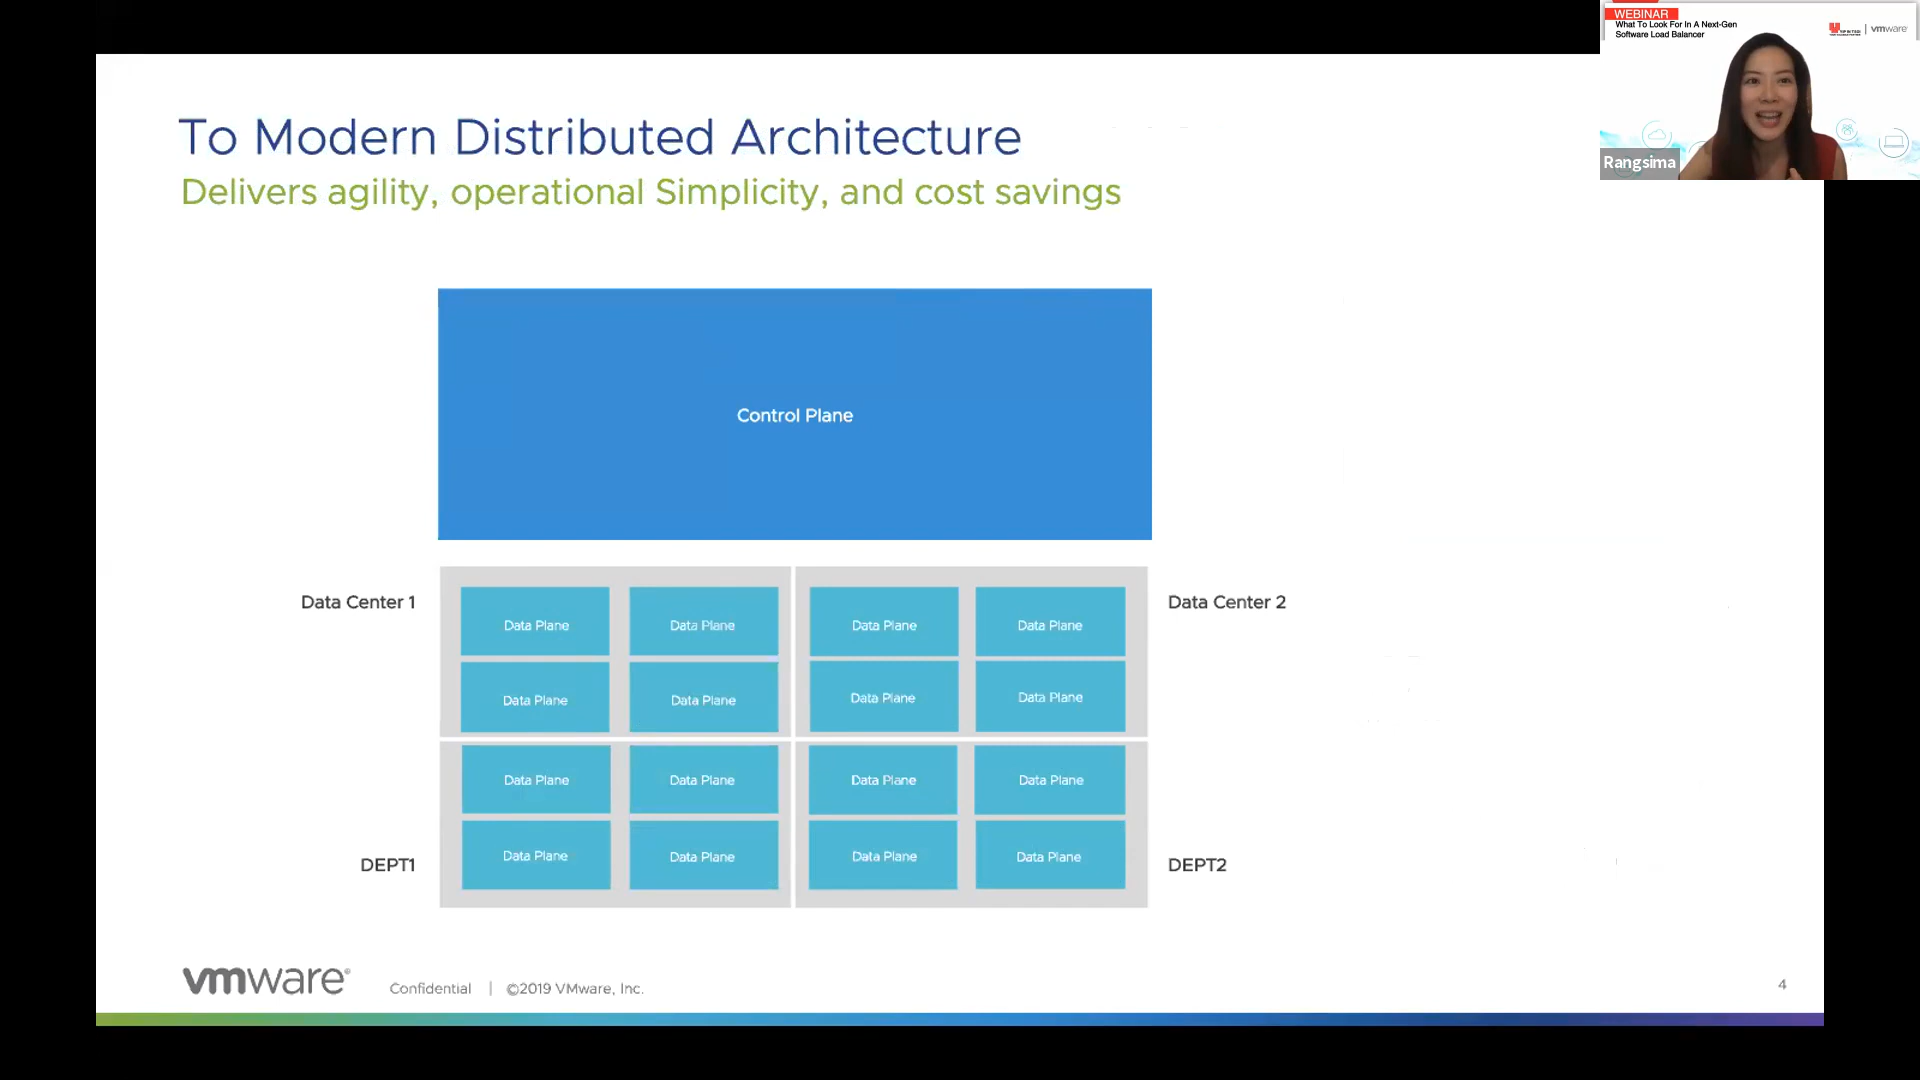 WEBINAR
What To Look For In A Next-Gen
Software Load Balancer
vmware
Rangsima
To Modern Distributed Architecture
Delivers agility, operational Simplicity, and cost savings
Control Plane
Data Center 1
Data Center 2
Data Plane
Data Plane
Data Plane
Data Plane
Data Plane
Data Plane
Data Plane
Data Plane
Data Plane
Data Plane
Data Plane
Data Plane
DEPT1
DEPT2
Data Plane
Data Plane
Data Plane
Data Plane
vmware®
Confidential | ©2019 VMware, Inc.
4